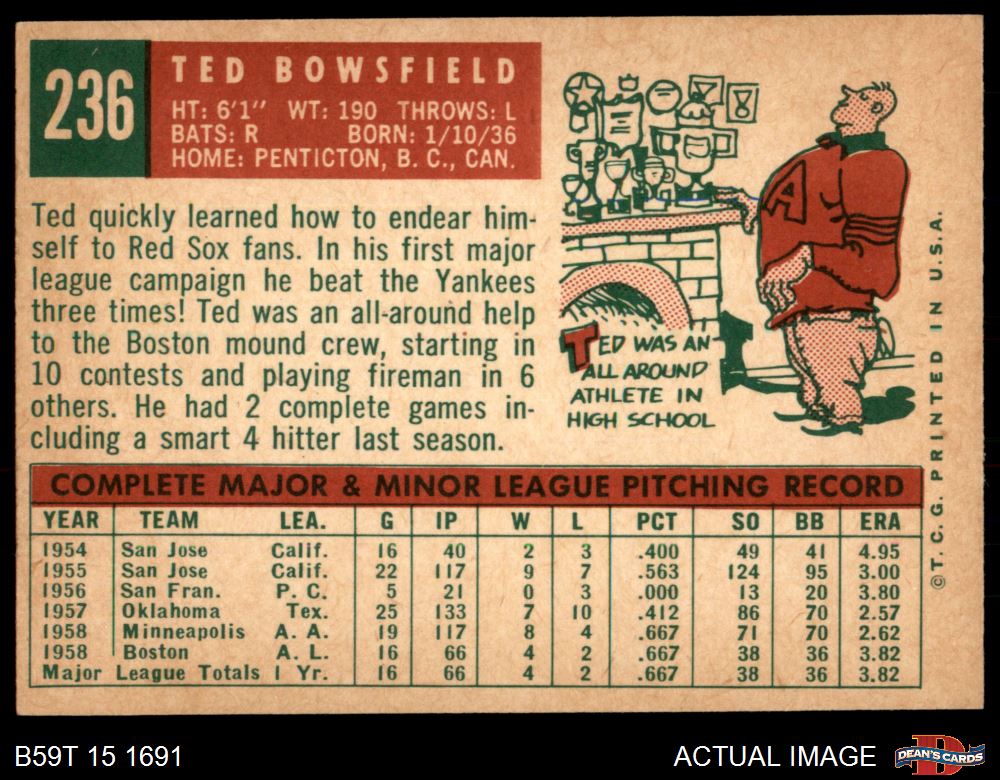 236
TED BOWSFIELD
HT: 6'1" WT: 190 THROWS: L
BATS: R BORN: 1/10/36
HOME: PENTICTON, B. C., CAN.
Ted quickly learned how to endear him-
self to Red Sox fans. In his first major
league campaign he beat the Yankees
three times! Ted was an all-around help
to the Boston mound crew, starting in
10 contests and playing fireman in 6
others. He had 2 complete games in-
cluding a smart 4 hitter last season.
A
TED WAS AN
ALL AROUND
ATHLETE IN
HIGH SCHOOL
COMPLETE MAJOR & MINOR LEAGUE PITCHING RECORD
YEAR TEAM LEA. G IP W L PCT SO BB ERA
1954 San Jose Calif. 16 40 2 3 .400 49 41 4.95
1955 San Jose Calif. 22 117 9 7 .563 124 95 3.00
1956 San Fran. P. C. 5 21 0 3 .000 13 20 3.80
1957 Oklahoma Tex. 25 133 7 10 .412 86 70 2.57
1958 Minneapolis A. A. 19 117 8 4 .667 71 70 2.62
1958 Boston A. L. 16 66 4 2 .667 38 36 3.82
Major League Totals 1 Yr. 16 66 4 2 .667 38 36 3.82
©T. C. G. PRINTED IN U.S.A.
B59T 15 1691
ACTUAL IMAGE
D
DEAN'S CARDS